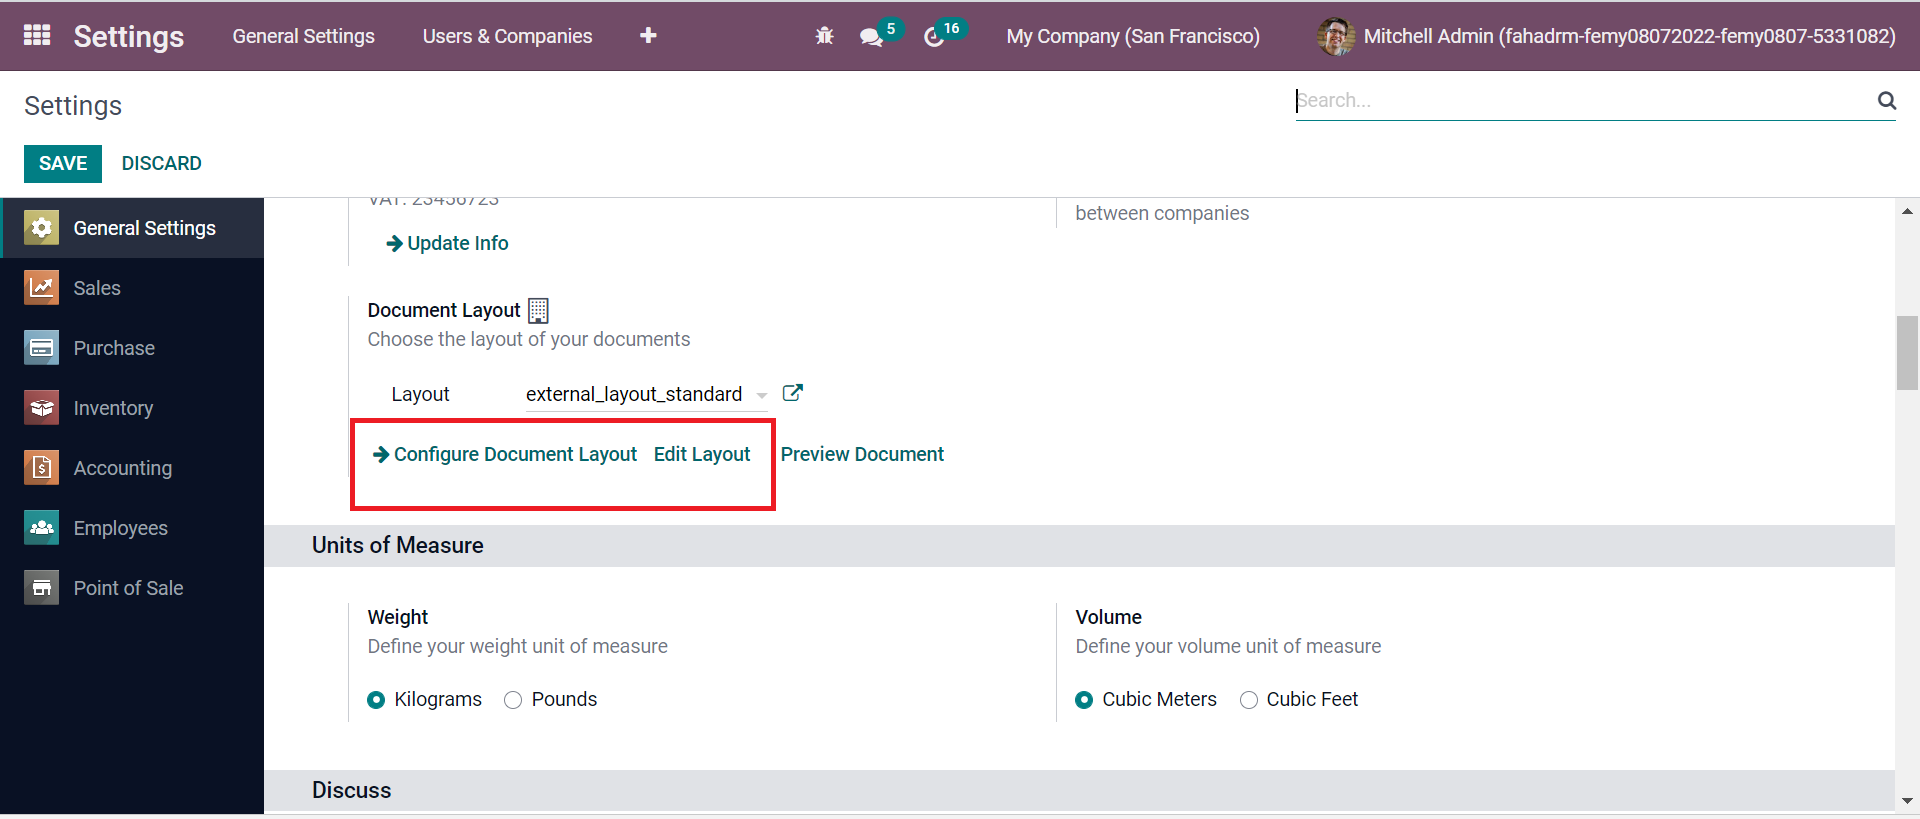 Settings General Settings Users & Companies 5 16 My Company (San Francisco) Mitchell Admin (fahadrm-femy08072022-femy0807-5331082)
Settings
Search...
SAVE DISCARD
General Settings
Sales
Purchase
Inventory
Accounting
Employees
Point of Sale
VAT: 23456723
between companies
Update Info
Document Layout
Choose the layout of your documents
Layout external_layout_standard
Configure Document Layout Edit Layout Preview Document
Units of Measure
Weight
Define your weight unit of measure
Kilograms Pounds
Volume
Define your volume unit of measure
Cubic Meters Cubic Feet
Discuss